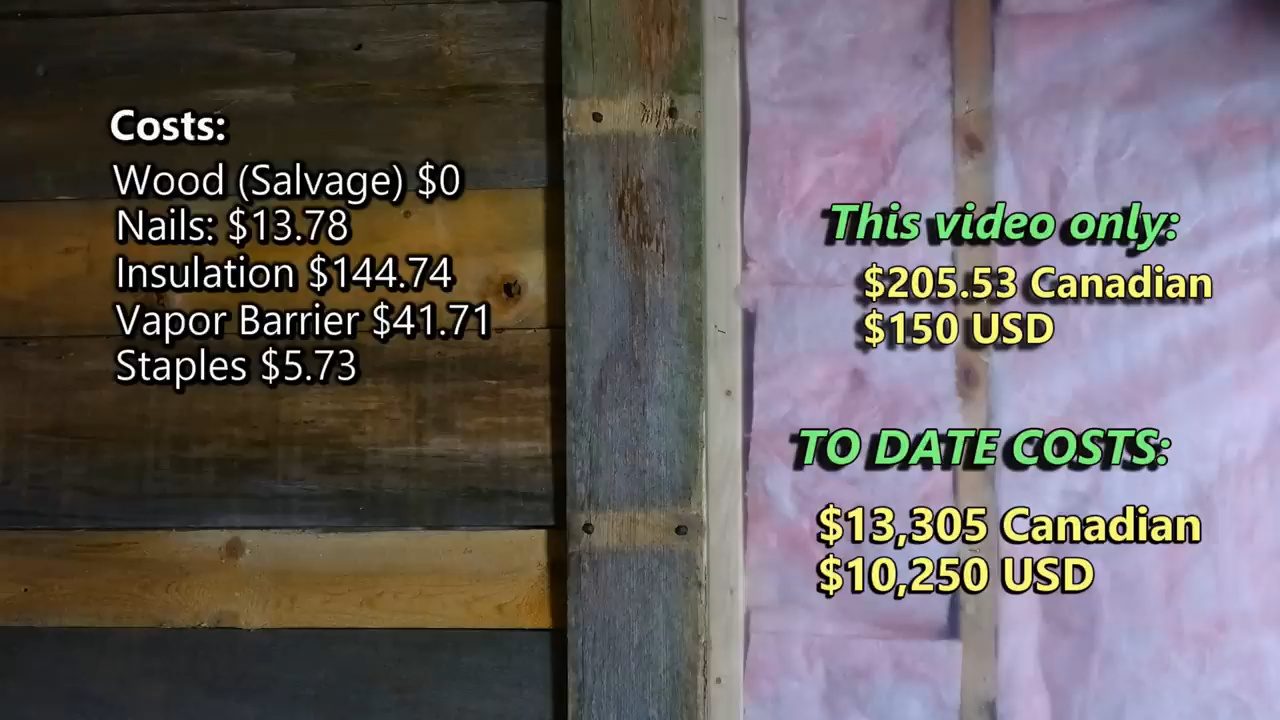 Costs:
Wood (Salvage) $0
Nails: $13.78
Insulation $144.74
Vapor Barrier $41.71
Staples $5.73
This video only:
$205.53 Canadian
$150 USD
TO DATE COSTS:
$13,305 Canadian
$10,250 USD